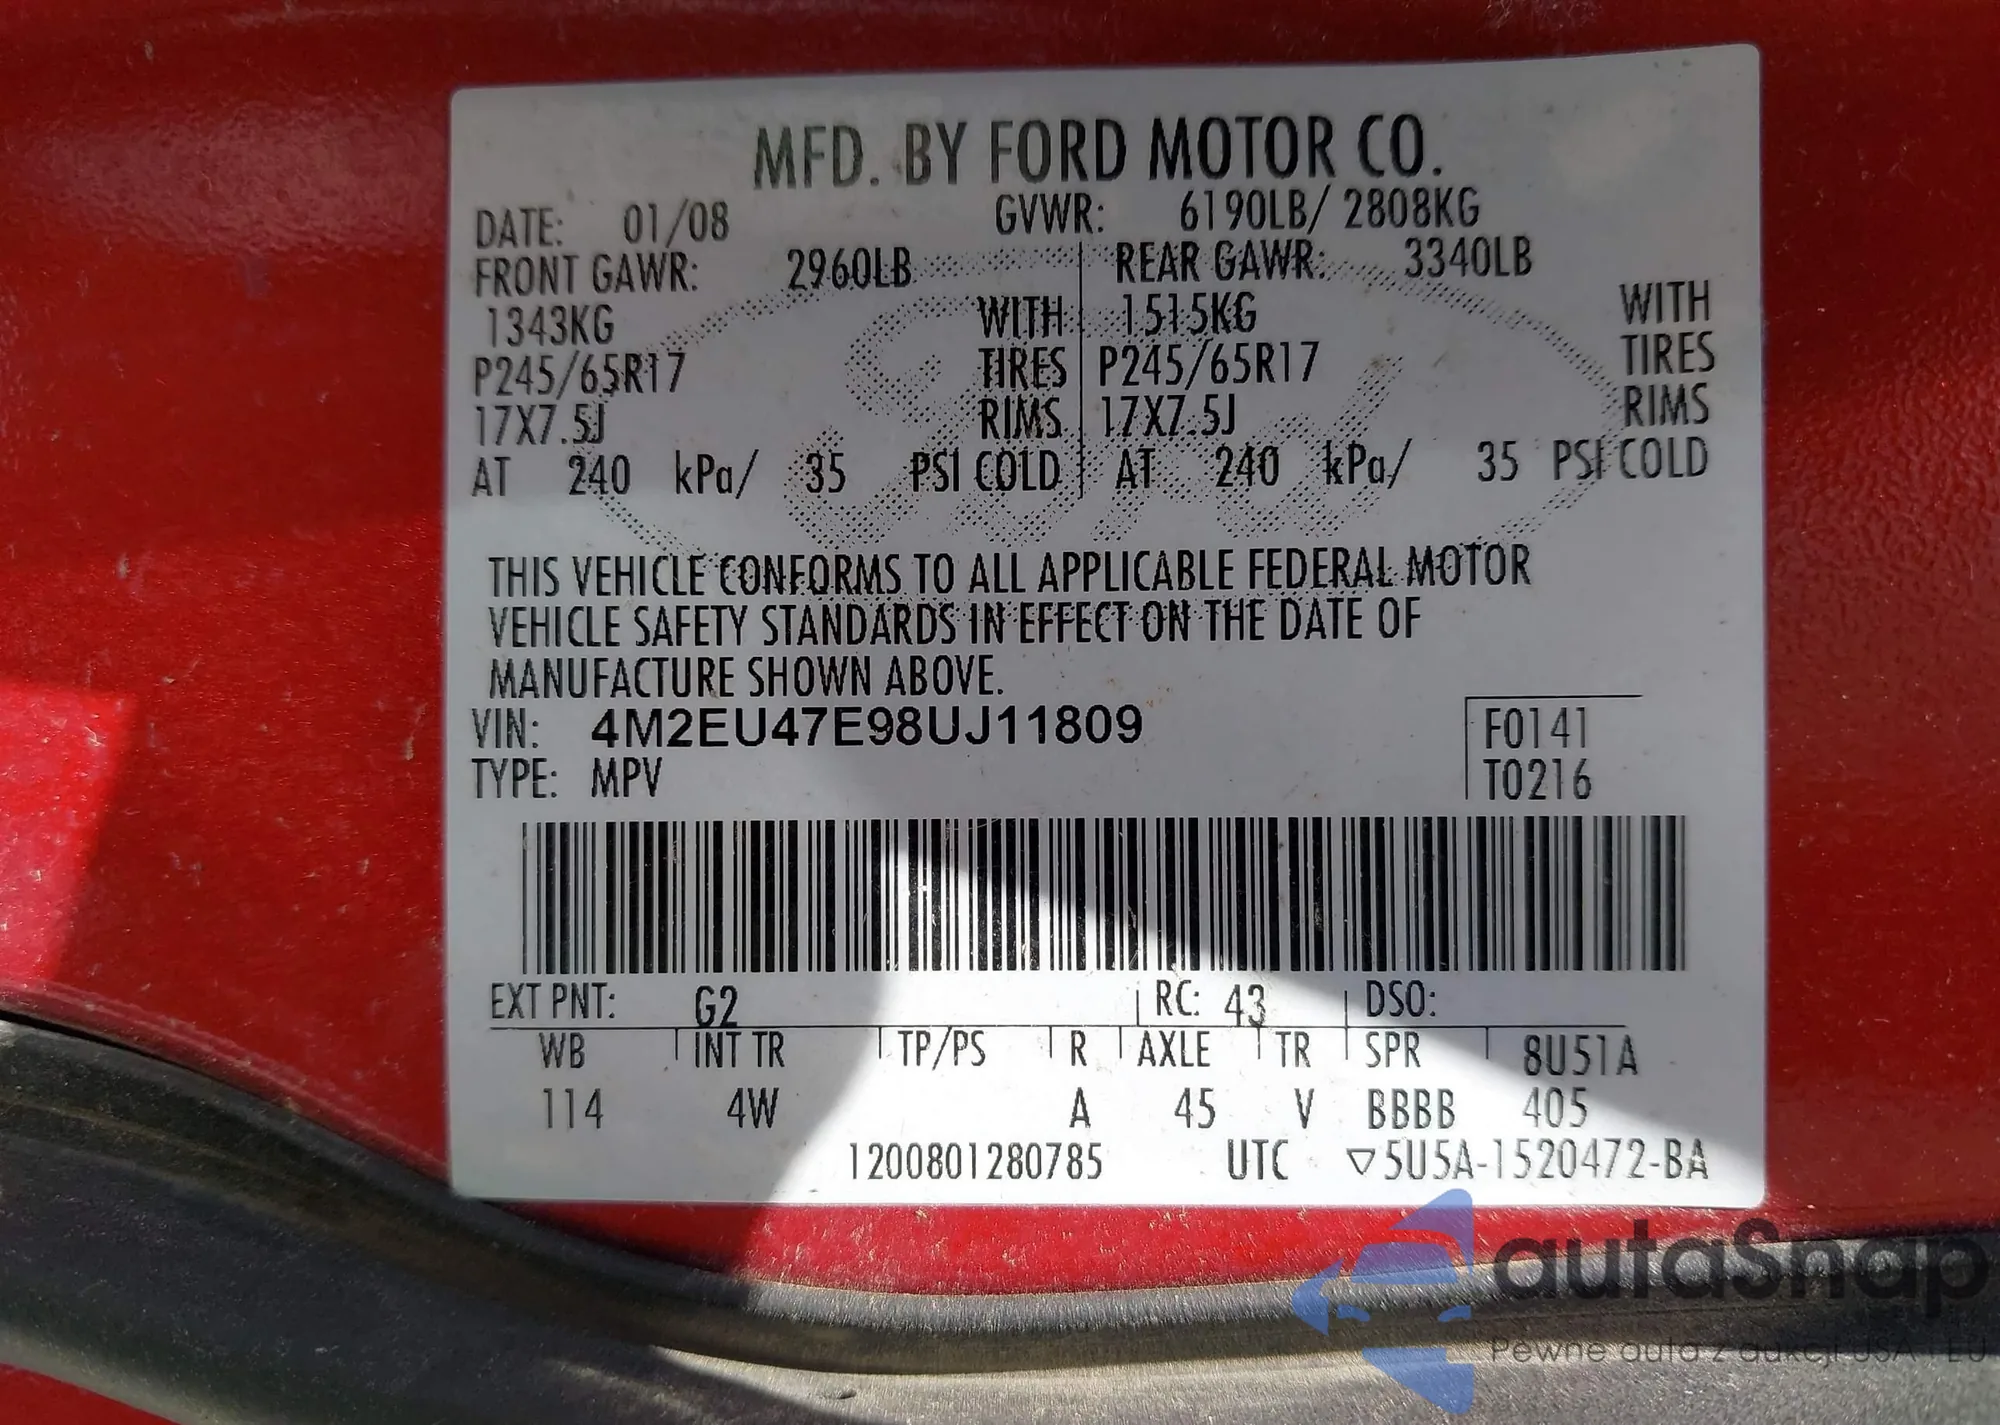 MFD. BY FORD MOTOR CO.
DATE: 01/08 GVWR: 6190LB/ 2808KG
FRONT GAWR: 2960LB REAR GAWR: 3340LB
1343KG WITH 1515KG WITH
P245/65R17 TIRES P245/65R17 TIRES
17X7.5J RIMS 17X7.5J RIMS
AT 240 kPa/ 35 PSI COLD AT 240 kPa/ 35 PSI COLD
THIS VEHICLE CONFORMS TO ALL APPLICABLE FEDERAL MOTOR
VEHICLE SAFETY STANDARDS IN EFFECT ON THE DATE OF
MANUFACTURE SHOWN ABOVE.
VIN: 4M2EU47E98UJ11809 F0141
TYPE: MPV T0216
EXT PNT: G2 RC: 43 DSO:
WB INT TR TP/PS R AXLE TR SPR 8U51A
114 4W A 45 V BBBB 405
1200801280785 UTC ▽5U5A-1520472-BA
autaSnap
Pewne auta z aukcji USA i EU